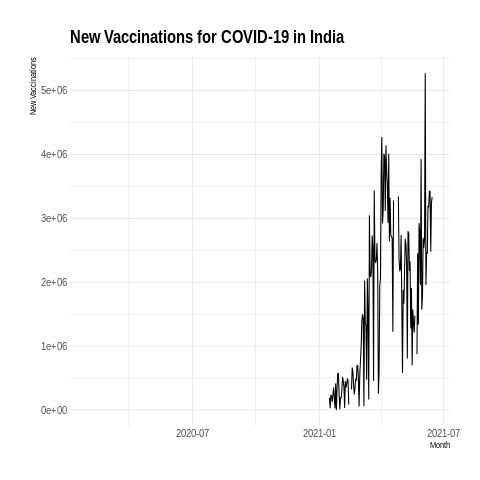 New Vaccinations for COVID-19 in India
New Vaccinations
5e+06
4e+06
3e+06
2e+06
1e+06
0e+00
2020-07
2021-01
2021-07
Month